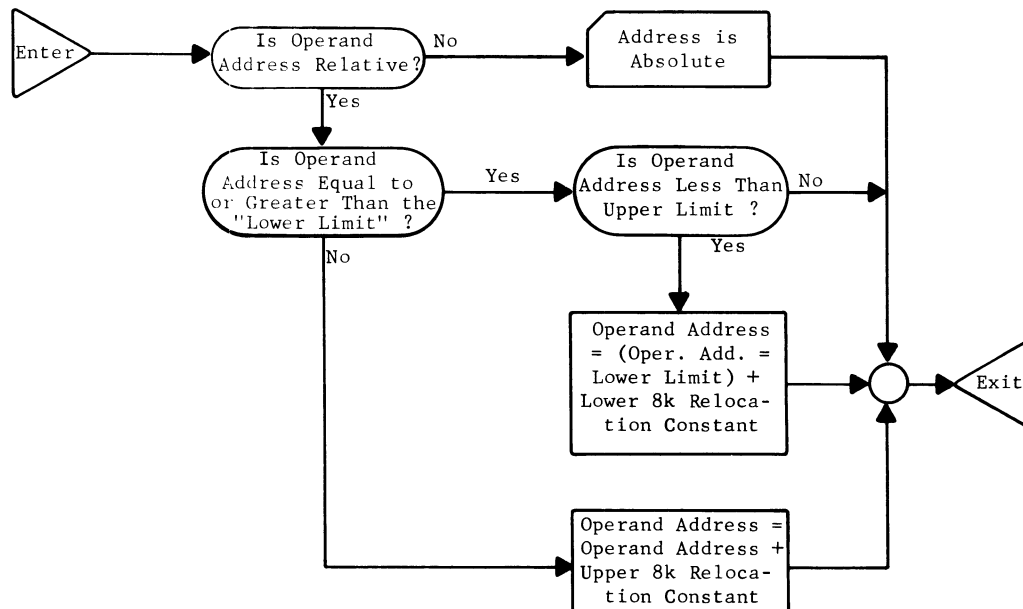 Enter
Is Operand
Address Relative?
No
Address is
Absolute
Yes
Is Operand
Address Equal to
or Greater Than the
"Lower Limit" ?
Yes
Is Operand
Address Less Than
Upper Limit ?
No
Yes
No
Operand Address
= (Oper. Add. =
Lower Limit) +
Lower 8k Reloca-
tion Constant
Exit
Operand Address =
Operand Address +
Upper 8k Reloca-
tion Constant